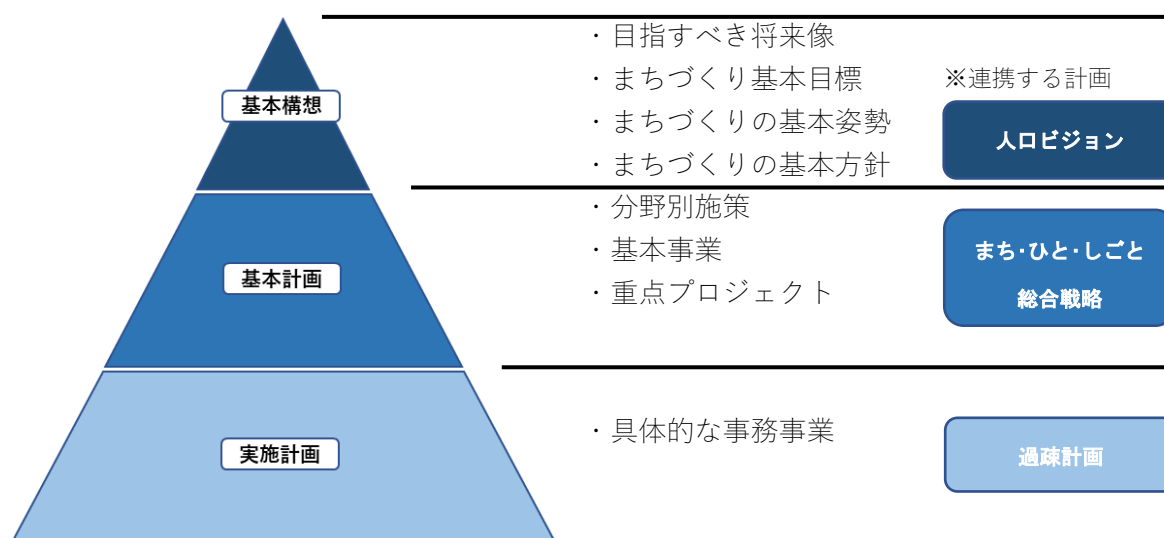 基本構想
・目指すべき将来像
・まちづくり基本目標
・まちづくりの基本姿勢
・まちづくりの基本方針
※連携する計画
人口ビジョン
基本計画
・分野別施策
・基本事業
・重点プロジェクト
まち・ひと・しごと
総合戦略
実施計画
・具体的な事務事業
過疎計画